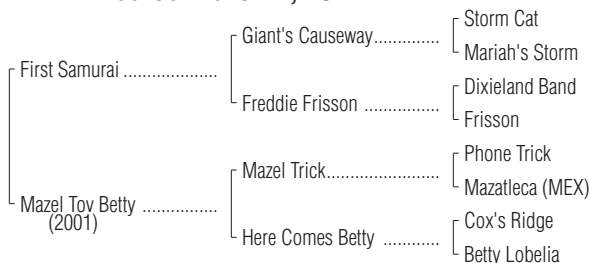 Storm Cat
Giant's Causeway
Mariah's Storm
First Samurai
Dixieland Band
Freddie Frisson
Frisson
Phone Trick
Mazel Trick
Mazatleca (MEX)
Mazel Tov Betty
(2001)
Cox's Ridge
Here Comes Betty
Betty Lobelia